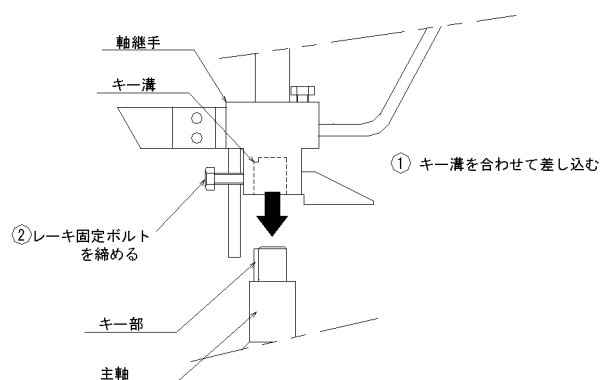 軸継手
キー溝
① キー溝を合わせて差し込む
②レーキ固定ボルト
を締める
キー部
主軸